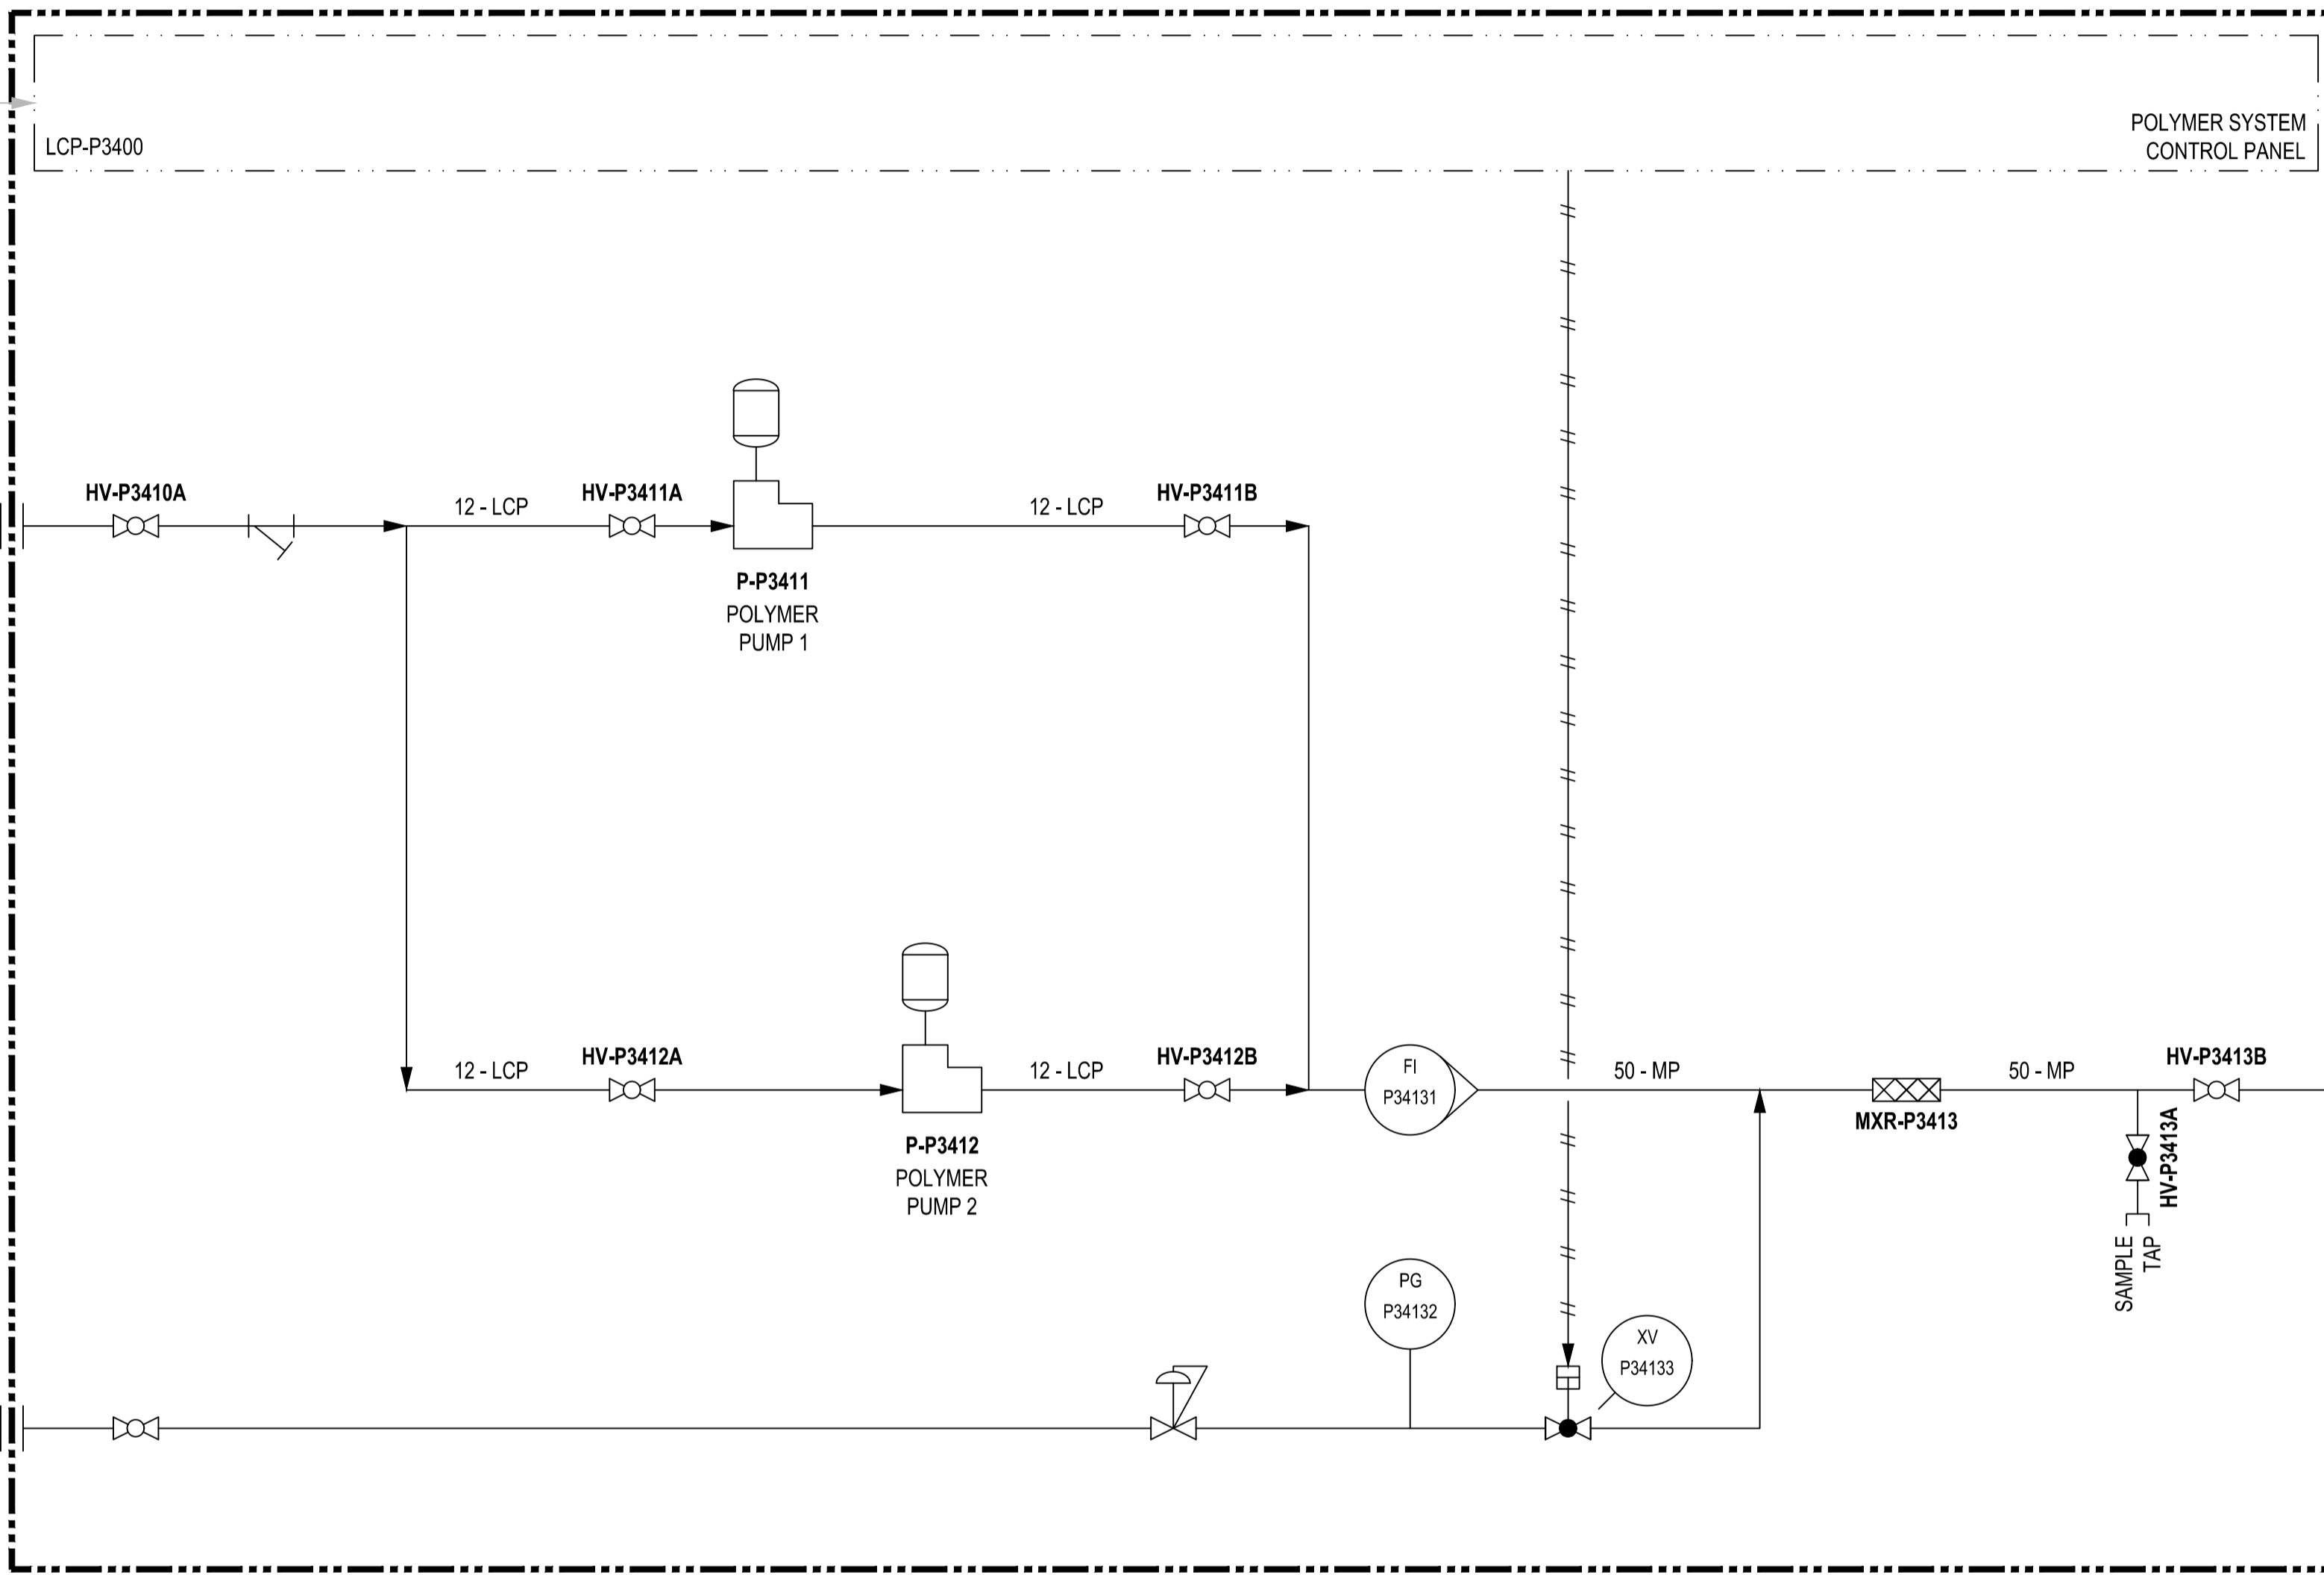 POLYMER SYSTEM
CONTROL PANEL
LCP-P3400
HV-P3410A
12 - LCP
HV-P3411A
12 - LCP
HV-P3411B
P-P3411
POLYMER
PUMP 1
12 - LCP
HV-P3412A
12 - LCP
HV-P3412B
FI
P34131
50 - MP
MXR-P3413
50 - MP
HV-P3413B
HV-P3413A
SAMPLE
TAP
P-P3412
POLYMER
PUMP 2
PG
P34132
XV
P34133